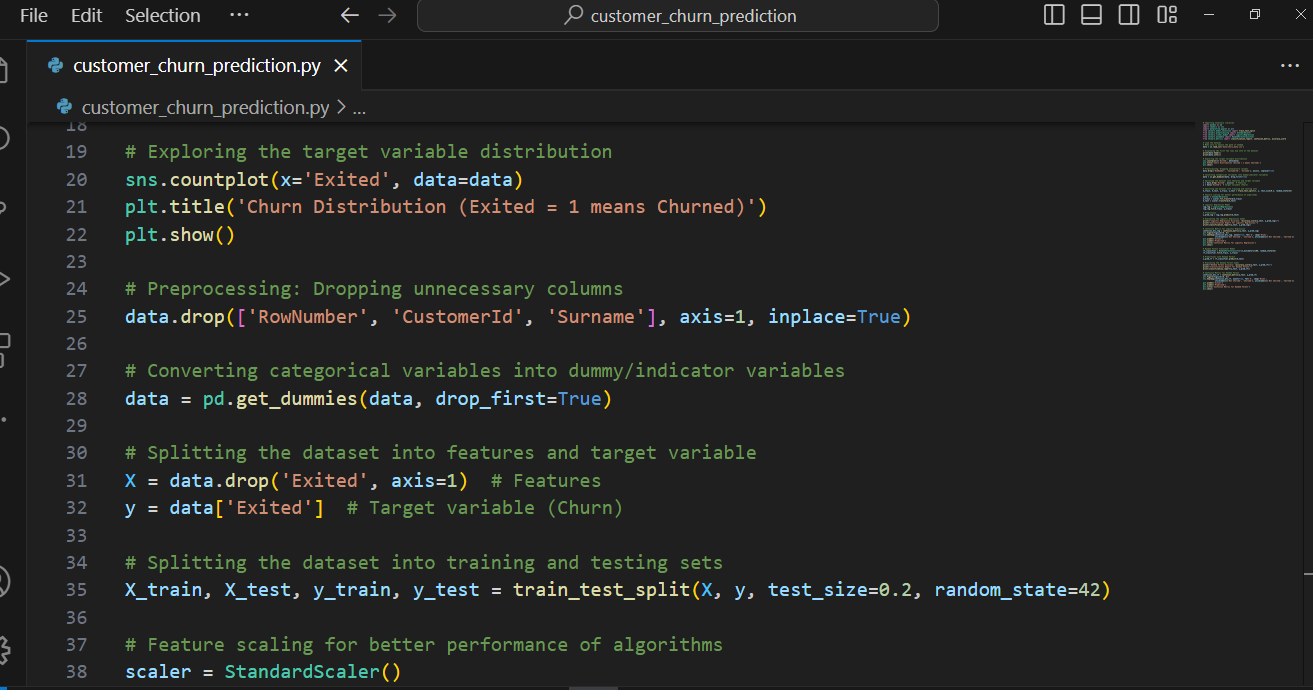 File Edit Selection ··· customer_churn_prediction
customer_churn_prediction.py
customer_churn_prediction.py > ...
18
19 # Exploring the target variable distribution
20 sns.countplot(x='Exited', data=data)
21 plt.title('Churn Distribution (Exited = 1 means Churned)')
22 plt.show()
23
24 # Preprocessing: Dropping unnecessary columns
25 data.drop(['RowNumber', 'CustomerId', 'Surname'], axis=1, inplace=True)
26
27 # Converting categorical variables into dummy/indicator variables
28 data = pd.get_dummies(data, drop_first=True)
29
30 # Splitting the dataset into features and target variable
31 X = data.drop('Exited', axis=1)  # Features
32 y = data['Exited']  # Target variable (Churn)
33
34 # Splitting the dataset into training and testing sets
35 X_train, X_test, y_train, y_test = train_test_split(X, y, test_size=0.2, random_state=42)
36
37 # Feature scaling for better performance of algorithms
38 scaler = StandardScaler()